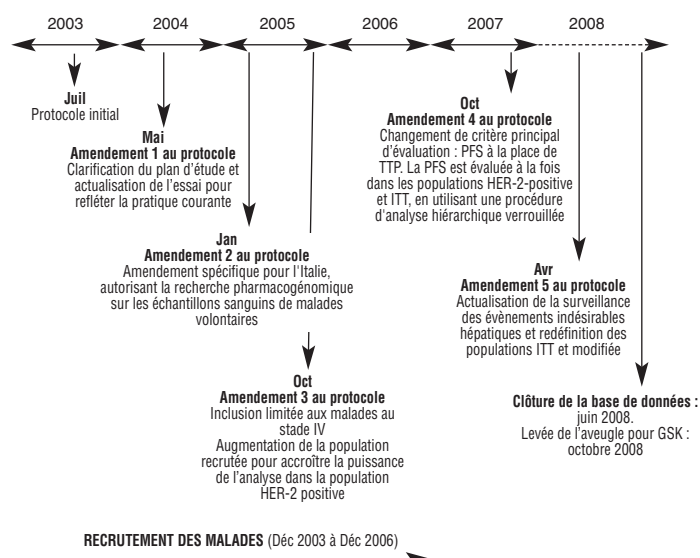 2003 2004 2005 2006 2007 2008
Juil
Protocole initial
Mai
Amendement 1 au protocole
Clarification du plan d'étude et
actualisation de l'essai pour
refléter la pratique courante
Jan
Amendement 2 au protocole
Amendement spécifique pour l'Italie,
autorisant la recherche pharmacogénomique
sur les échantillons sanguins de malades
volontaires
Oct
Amendement 3 au protocole
Inclusion limitée aux malades au
stade IV
Augmentation de la population
recrutée pour accroître la puissance
de l'analyse dans la population
HER-2 positive
Oct
Amendement 4 au protocole
Changement de critère principal
d'évaluation : PFS à la place de
TTP. La PFS est évaluée à la fois
dans les populations HER-2-positive
et ITT, en utilisant une procédure
d'analyse hiérarchique verrouillée
Avr
Amendement 5 au protocole
Actualisation de la surveillance
des évènements indésirables
hépatiques et redéfinition des
populations ITT et modifiée
Clôture de la base de données :
juin 2008.
Levée de l'aveugle pour GSK :
octobre 2008
RECRUTEMENT DES MALADES (Déc 2003 à Déc 2006)